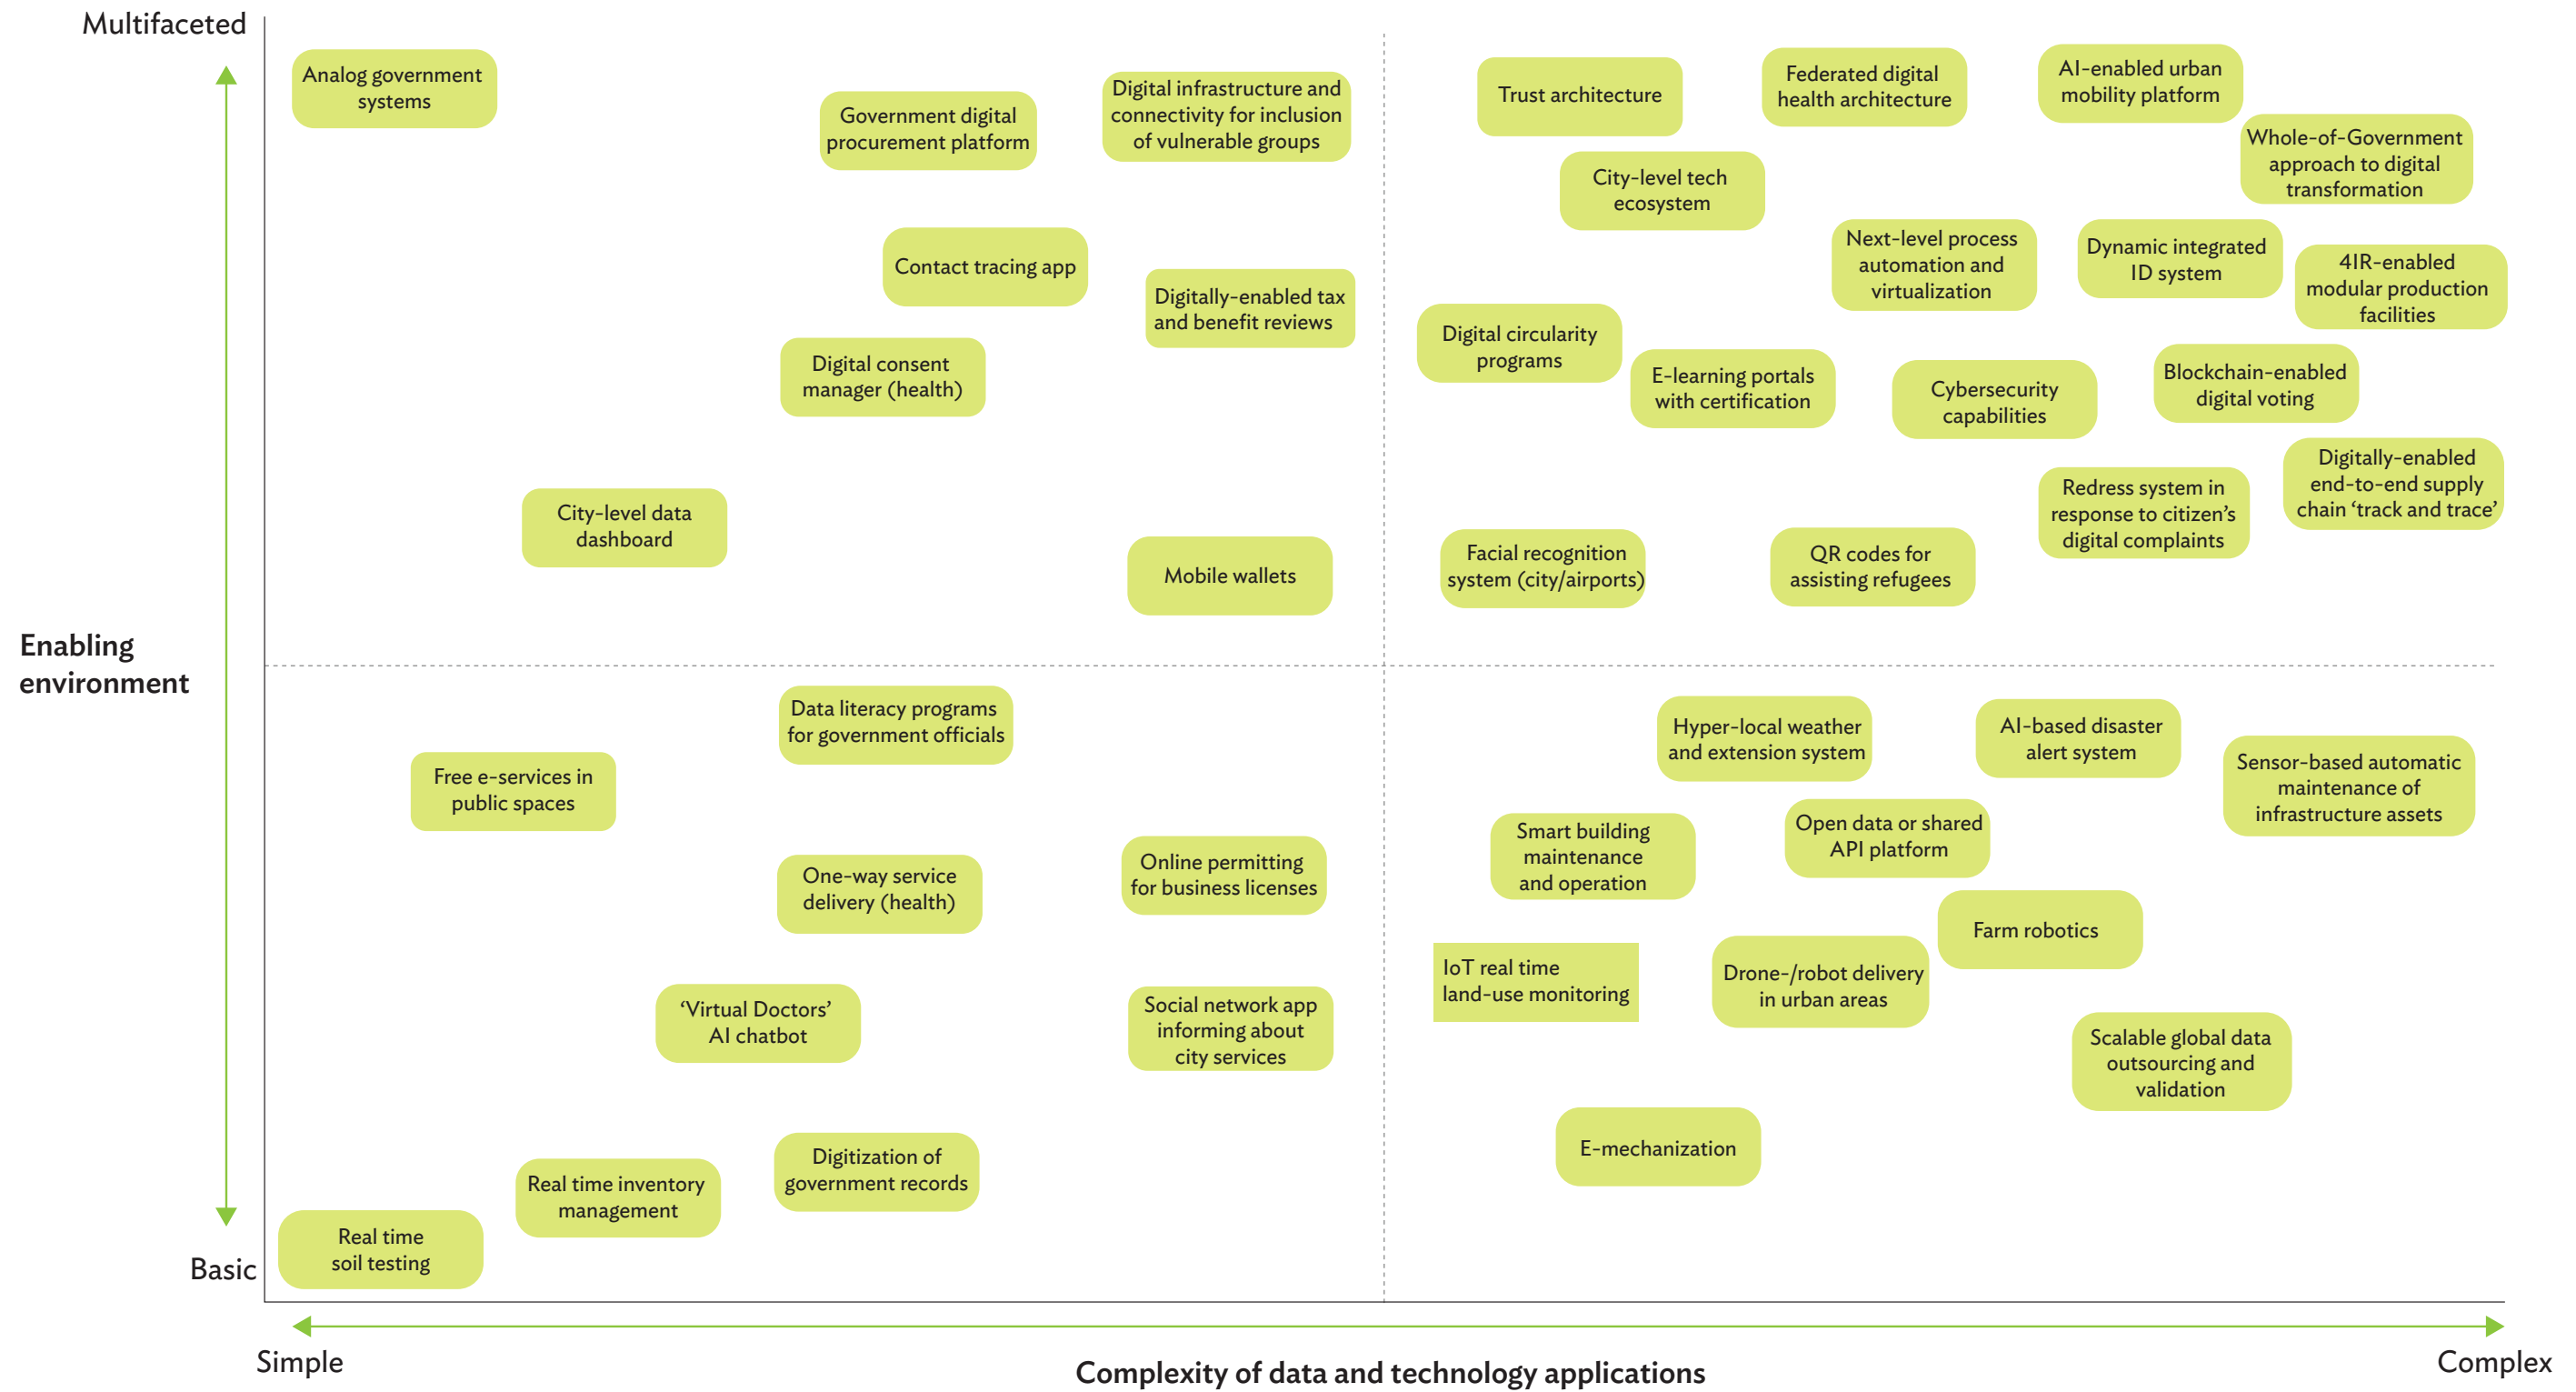 Multifaceted
Analog government
systems
Government digital
procurement platform
Digital infrastructure and
connectivity for inclusion
of vulnerable groups
Contact tracing app
Digitally-enabled tax
and benefit reviews
Digital consent
manager (health)
City-level data
dashboard
Mobile wallets
Trust architecture
Federated digital
health architecture
AI-enabled urban
mobility platform
Whole-of-Government
approach to digital
transformation
City-level tech
ecosystem
Next-level process
automation and
virtualization
Dynamic integrated
ID system
4IR-enabled
modular production
facilities
Digital circularity
programs
E-learning portals
with certification
Cybersecurity
capabilities
Blockchain-enabled
digital voting
Digitally-enabled
end-to-end supply
chain ‘track and trace’
Redress system in
response to citizen’s
digital complaints
Facial recognition
system (city/airports)
QR codes for
assisting refugees
Enabling
environment
Data literacy programs
for government officials
Free e-services in
public spaces
One-way service
delivery (health)
Online permitting
for business licenses
‘Virtual Doctors’
AI chatbot
Social network app
informing about
city services
Digitization of
government records
Real time inventory
management
Real time
soil testing
Hyper-local weather
and extension system
AI-based disaster
alert system
Sensor-based automatic
maintenance of
infrastructure assets
Smart building
maintenance
and operation
Open data or shared
API platform
Farm robotics
IoT real time
land-use monitoring
Drone-/robot delivery
in urban areas
Scalable global data
outsourcing and
validation
E-mechanization
Basic
Simple
Complexity of data and technology applications
Complex